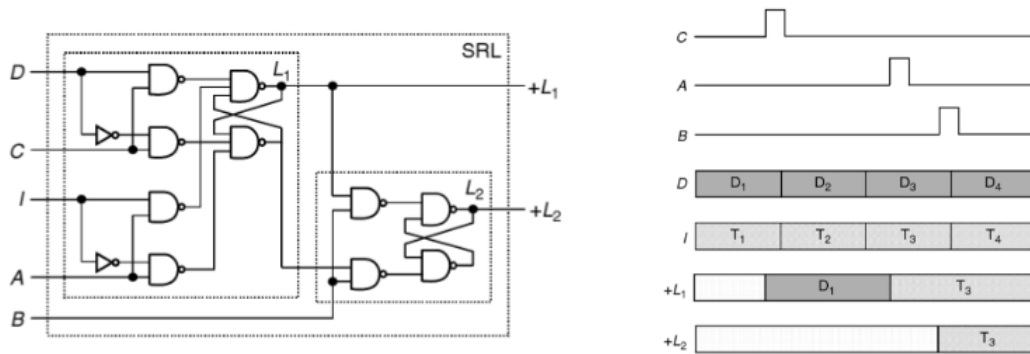 SRL
D
L₁
+L₁
C
I
L₂
+L₂
A
B
C
A
B
D D₁ D₂ D₃ D₄
I T₁ T₂ T₃ T₄
+L₁ D₁ T₃
+L₂ T₃